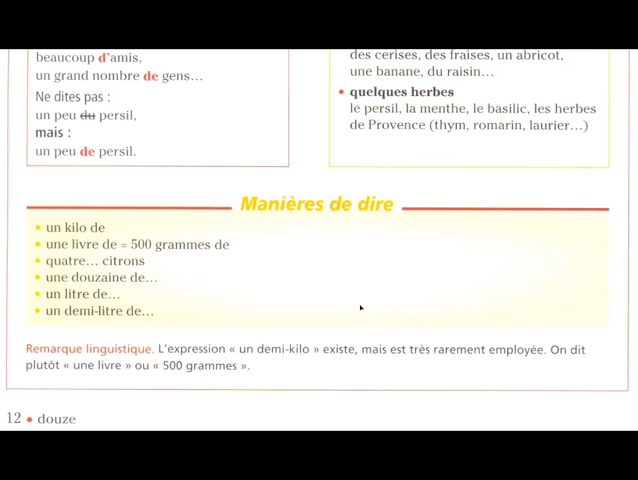 beaucoup d'amis,
un grand nombre de gens...
Ne dites pas :
un peu du persil,
mais :
un peu de persil.
des cerises, des fraises, un abricot,
une banane, du raisin...
• quelques herbes
le persil, la menthe, le basilic, les herbes
de Provence (thym, romarin, laurier...)
Manières de dire
• un kilo de
• une livre de = 500 grammes de
• quatre... citrons
• une douzaine de...
• un litre de...
• un demi-litre de...
Remarque linguistique. L'expression « un demi-kilo » existe, mais est très rarement employée. On dit
plutôt « une livre » ou « 500 grammes ».
12 • douze